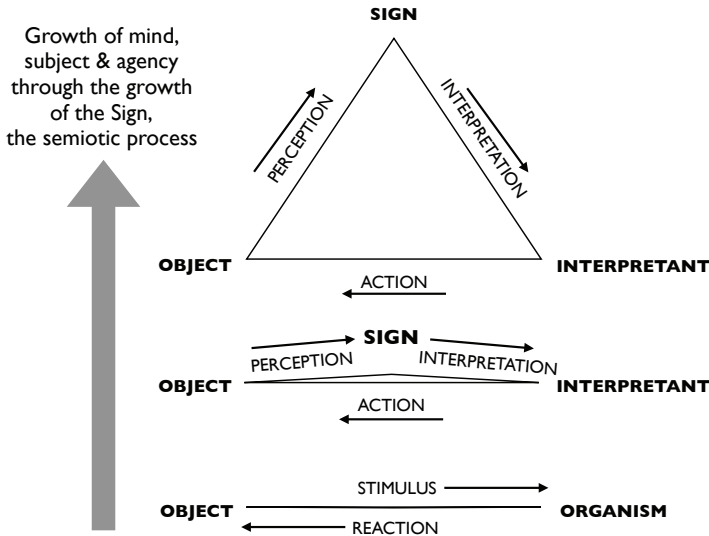 SIGN
Growth of mind,
subject & agency
through the growth
of the Sign,
the semiotic process
PERCEPTION
INTERPRETATION
OBJECT
INTERPRETANT
ACTION
SIGN
PERCEPTION
INTERPRETATION
OBJECT
INTERPRETANT
ACTION
STIMULUS
OBJECT
ORGANISM
REACTION